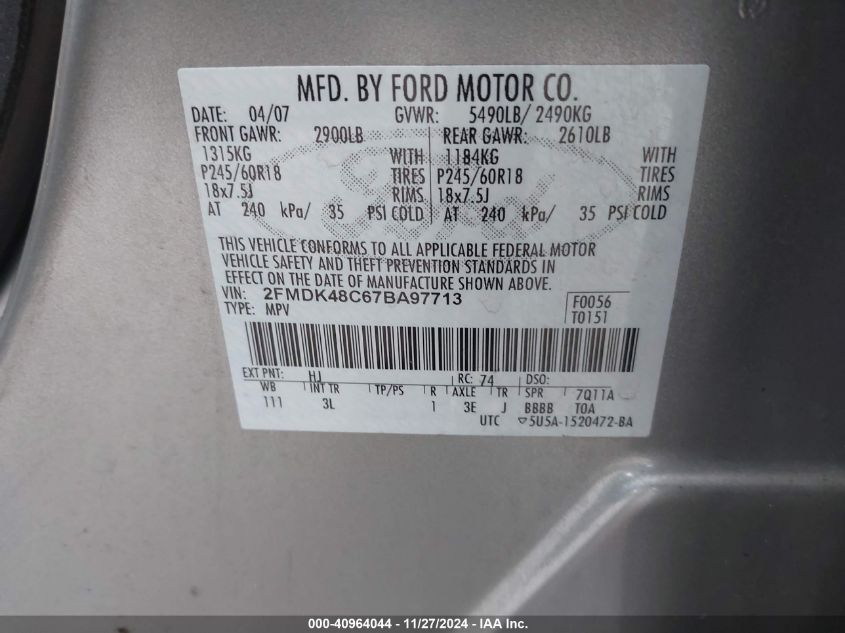 MFD. BY FORD MOTOR CO.
DATE: 04/07 GVWR: 5490LB/ 2490KG
FRONT GAWR: 2900LB REAR GAWR: 2610LB
1315KG WITH 1184KG WITH
P245/60R18 TIRES P245/60R18 TIRES
18x7.5J RIMS 18x7.5J RIMS
AT 240 kPa/ 35 PSI COLD AT 240 kPa/ 35 PSI COLD
Ford
THIS VEHICLE CONFORMS TO ALL APPLICABLE FEDERAL MOTOR
VEHICLE SAFETY AND THEFT PREVENTION STANDARDS IN
EFFECT ON THE DATE OF MANUFACTURE SHOWN ABOVE.
VIN: 2FMDK48C67BA97713 F0056
TYPE: MPV T0151
EXT PNT: HJ RC: 74 DSO:
WB INT TR TP/PS R AXLE TR SPR 7Q11A
111 3L 1 3E J BBBB TOA
UTC ▽5U5A-1520472-BA
000-40964044 - 11/27/2024 - IAA Inc.